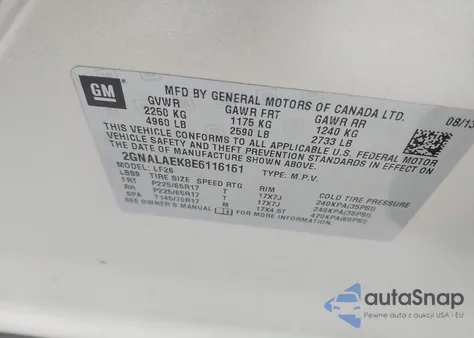 GM
MFD BY GENERAL MOTORS OF CANADA LTD.
08/13
GVWR GAWR FRT GAWR RR
2250 KG 1175 KG 1240 KG
4960 LB 2590 LB 2733 LB
THIS VEHICLE CONFORMS TO ALL APPLICABLE U.S. FEDERAL MOTOR
VEHICLE SAFETY AND THEFT PREVENTION STANDARDS IN EFFECT
ON THE DATE OF MANUFACTURE SHOWN ABOVE.
2GNALAEK8E6116161 TYPE: M.P.V.
MODEL: LF26
LBB9 TIRE SIZE SPEED RTG RIM COLD TIRE PRESSURE
FRT P225/65R17 T 17X7J 240KPA(35PSI)
RR P225/65R17 T 17X7J 240KPA(35PSI)
SPA T145/70R17 M 17X4.5T 420KPA(60PSI)
SEE OWNER'S MANUAL FOR MORE INFORMATION.
autoSnap
Pewne auta z aukcji USA i EU